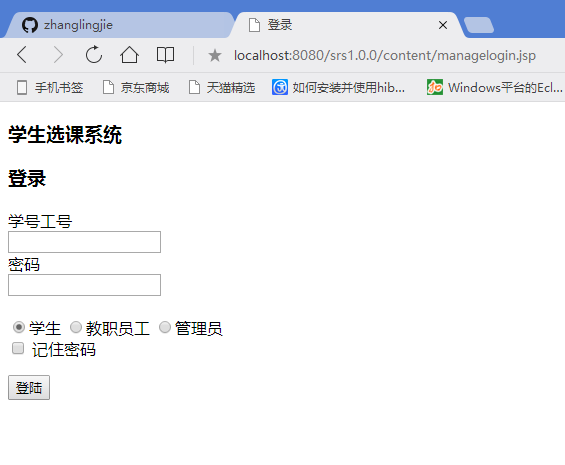 zhanglingjie
登录
localhost:8080/srs1.0.0/content/managelogin.jsp
手机书签 京东商城 天猫精选 如何安装并使用hib... Windows平台的Ecl...
学生选课系统
登录
学号工号
密码
学生 教职员工 管理员
记住密码
登陆